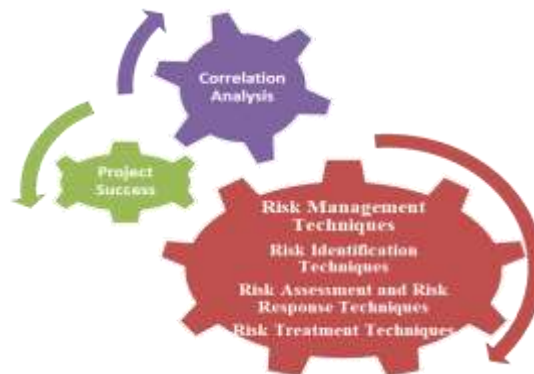 Correlation
Analysis
Project
Success
Risk Management
Techniques
Risk Identification
Techniques
Risk Assessment and Risk
Response Techniques
Risk Treatment Techniques